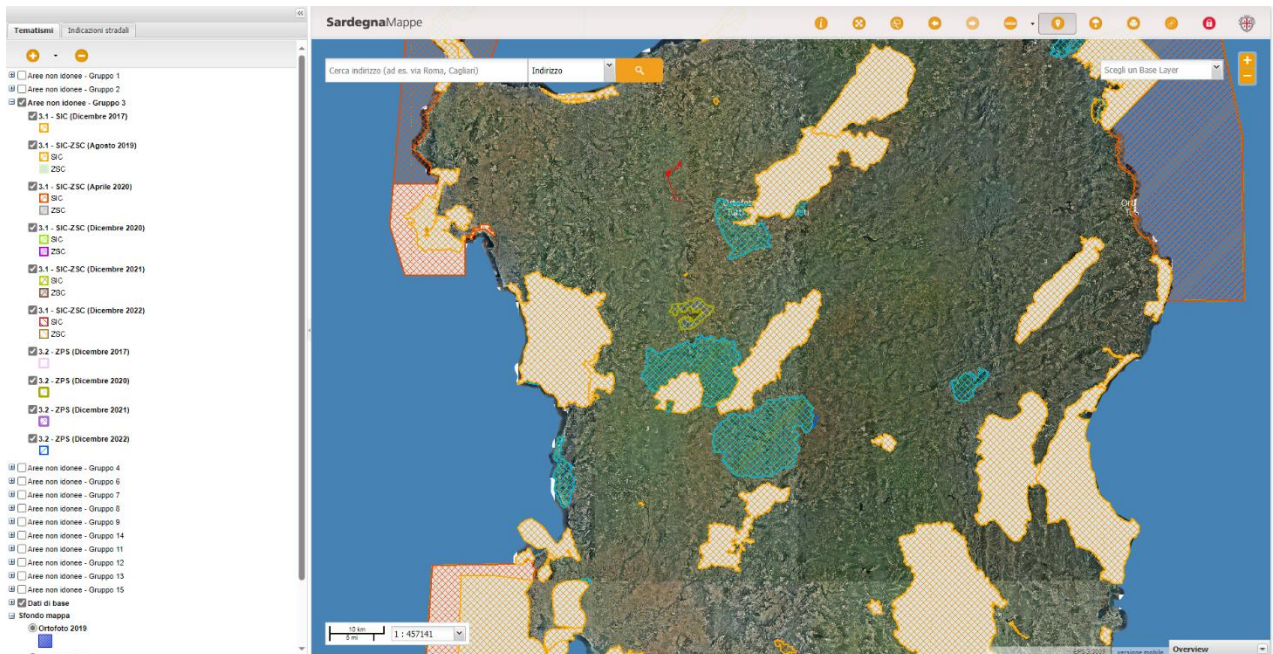 Tematismi
Indicazioni stradali
Aree non idonee - Gruppo 1
Aree non idonee - Gruppo 2
Aree non idonee - Gruppo 3
3.1 - SIC (Dicembre 2017)
3.1 - SIC-ZSC (Agosto 2019)
SIC
ZSC
3.1 - SIC-ZSC (Aprile 2020)
SIC
ZSC
3.1 - SIC-ZSC (Dicembre 2020)
SIC
ZSC
3.1 - SIC-ZSC (Dicembre 2021)
SIC
ZSC
3.1 - SIC-ZSC (Dicembre 2022)
SIC
ZSC
3.2 - ZPS (Dicembre 2017)
3.2 - ZPS (Dicembre 2020)
3.2 - ZPS (Dicembre 2021)
3.2 - ZPS (Dicembre 2022)
Aree non idonee - Gruppo 4
Aree non idonee - Gruppo 6
Aree non idonee - Gruppo 7
Aree non idonee - Gruppo 8
Aree non idonee - Gruppo 9
Aree non idonee - Gruppo 14
Aree non idonee - Gruppo 11
Aree non idonee - Gruppo 12
Aree non idonee - Gruppo 13
Aree non idonee - Gruppo 15
Dati di base
Sfondo mappa
Ortofoto 2019
SardegnaMappe
Cerca indirizzo (ad es. via Roma, Cagliari)
Indirizzo
Scegli un Base Layer
10 km
5 mi
1 : 457141
versione mobile
Overview